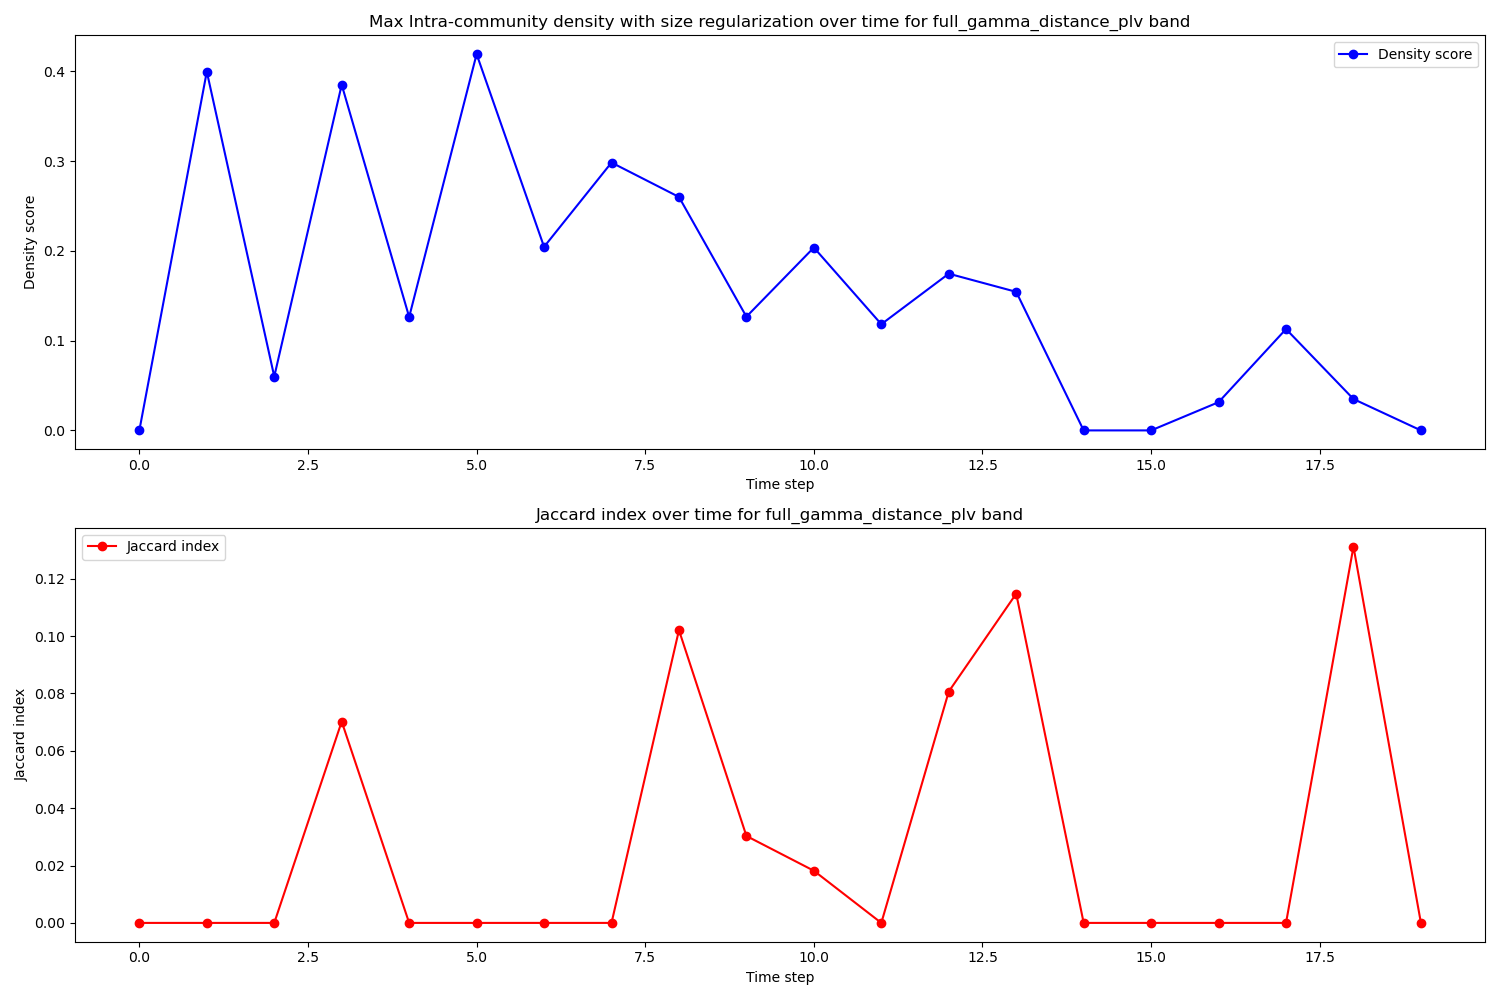 Max Intra-community density with size regularization over time for full_gamma_distance_plv band
Density score
Density score
0.4
0.3
0.2
0.1
0.0
0.0 2.5 5.0 7.5 10.0 12.5 15.0 17.5
Time step
Jaccard index over time for full_gamma_distance_plv band
Jaccard index
Jaccard index
0.12
0.10
0.08
0.06
0.04
0.02
0.00
0.0 2.5 5.0 7.5 10.0 12.5 15.0 17.5
Time step